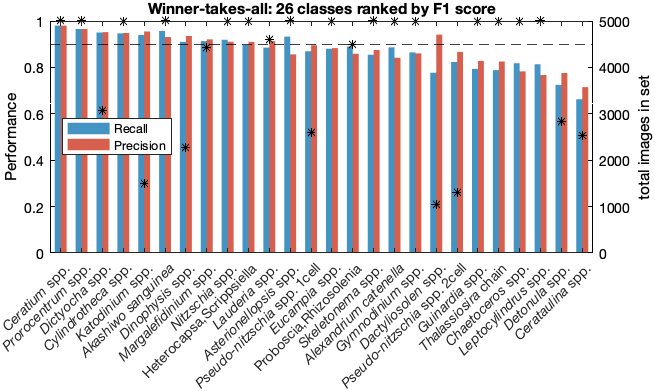 Winner-takes-all: 26 classes ranked by F1 score
Performance
1
0.8
0.6
0.4
0.2
0
Recall
Precision
5000
4000
3000
2000
1000
0
total images in set
Ceratium spp.
Prorocentrum spp.
Dictyocha spp.
Cylindrotheca spp.
Katodinium spp.
Akashiwo sanguinea
Dinophysis spp.
Margalefidinium spp.
Nitzschia spp.
Heterocapsa, Scrippsiella
Lauderia spp.
Asterionellopsis spp.
Pseudo-nitzschia spp. 1cell
Eucampia spp.
Proboscia,Rhizosolenia
Skeletonema spp.
Alexandrium catenella
Gymnodinium spp.
Dactyliosolen spp.
Pseudo-nitzschia spp. 2cell
Guinardia spp.
Thalassiosira chain
Chaetoceros spp.
Leptocylindrus spp.
Detonula spp.
Cerataulina spp.